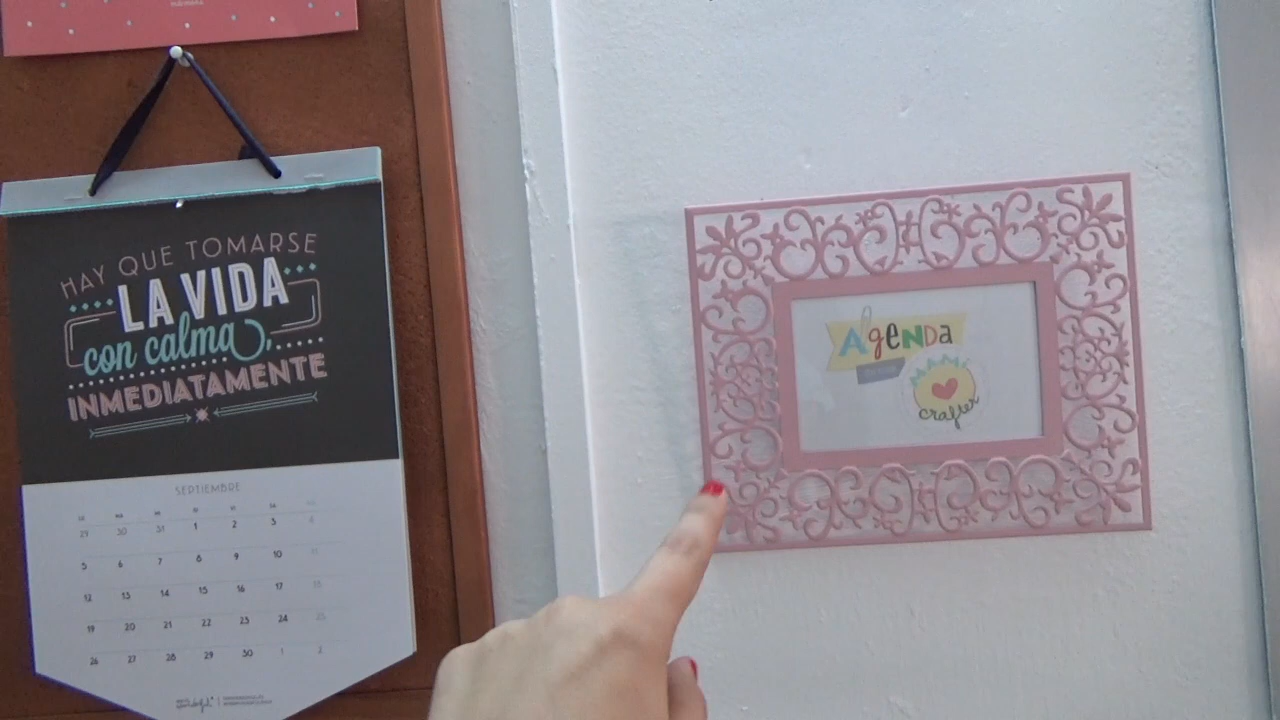 HAY QUE TOMARSE
LA VIDA
con calma,
INMEDIATAMENTE
SEPTIEMBRE
29 30 31 1 2 3 4
5 6 7 8 9 10 11
12 13 14 15 16 17 18
19 20 21 22 23 24 25
26 27 28 29 30 1 2
wonderful
Agenda
MAMi
crafter